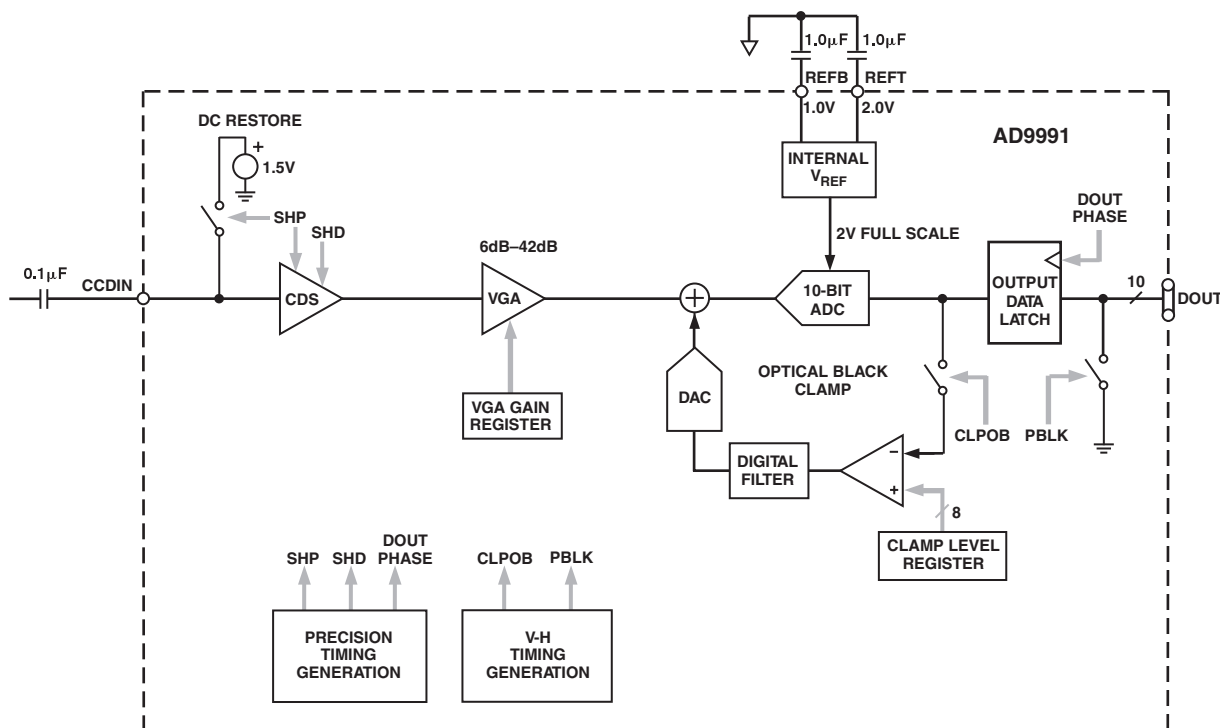 1.0µF 1.0µF
REFB REFT
1.0V 2.0V
DC RESTORE
+
1.5V
AD9991
INTERNAL
VREF
SHP
SHD
DOUT
PHASE
6dB–42dB
2V FULL SCALE
0.1µF
CCDIN
CDS
VGA
+
10-BIT
ADC
OUTPUT
DATA
LATCH
10
DOUT
VGA GAIN
REGISTER
DAC
OPTICAL BLACK
CLAMP
CLPOB
PBLK
DIGITAL
FILTER
–
+
8
CLAMP LEVEL
REGISTER
SHP SHD DOUT
PHASE
CLPOB PBLK
PRECISION
TIMING
GENERATION
V-H
TIMING
GENERATION